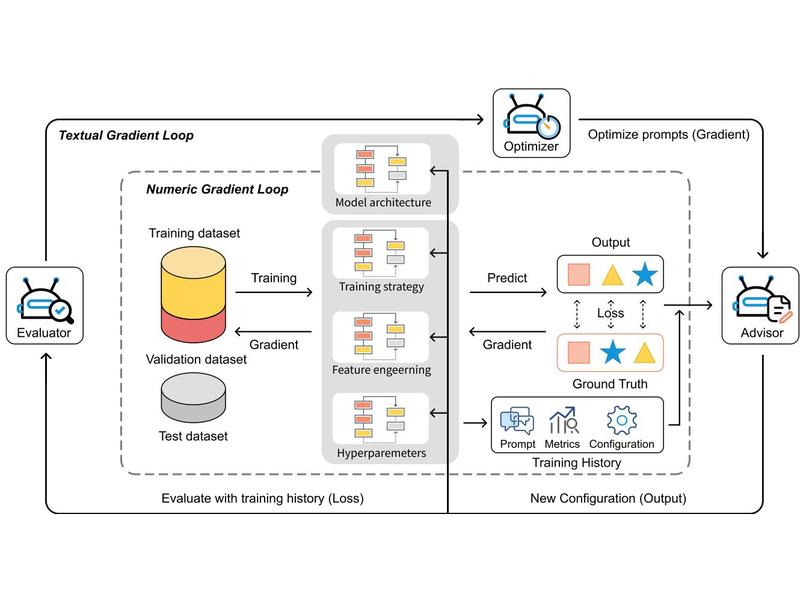 Textual Gradient Loop
Optimizer
Optimize prompts (Gradient)
Numeric Gradient Loop
Model architecture
Training dataset
Output
Training
Training strategy
Predict
Evaluator
Loss
Advisor
Gradient
Gradient
Validation dataset
Feature engeerning
Ground Truth
Test dataset
Prompt
Metrics
Configuration
Hyperparemeters
Training History
Evaluate with training history (Loss)
New Configuration (Output)